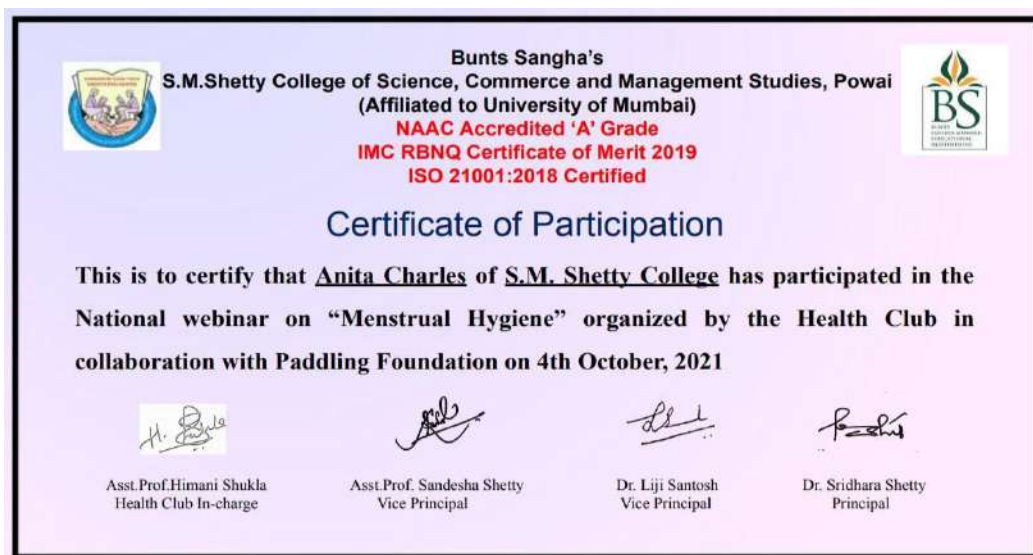 Bunts Sangha's
S.M.Shetty College of Science, Commerce and Management Studies, Powai
(Affiliated to University of Mumbai)
NAAC Accredited ‘A’ Grade
IMC RBNQ Certificate of Merit 2019
ISO 21001:2018 Certified
BS
Certificate of Participation
This is to certify that Anita Charles of S.M. Shetty College has participated in the
National webinar on “Menstrual Hygiene” organized by the Health Club in
collaboration with Paddling Foundation on 4th October, 2021
Asst.Prof.Himani Shukla
Health Club In-charge
Asst.Prof. Sandesha Shetty
Vice Principal
Dr. Liji Santosh
Vice Principal
Dr. Sridhara Shetty
Principal